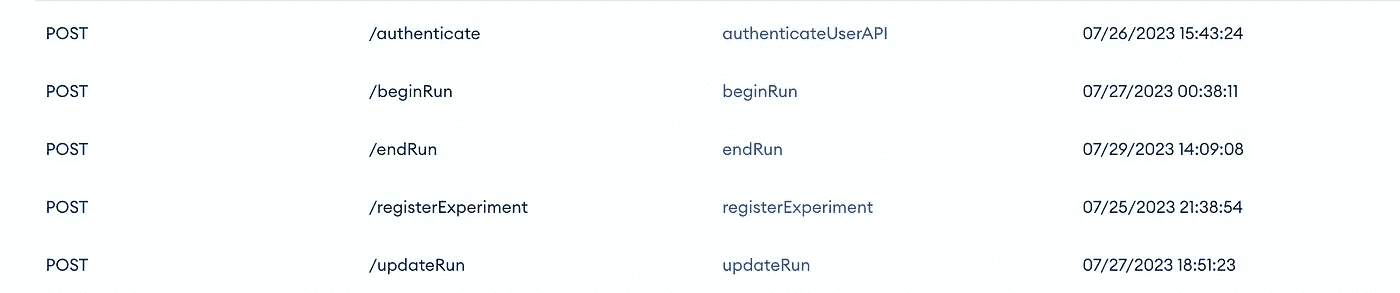 POST /authenticate authenticateUserAPI 07/26/2023 15:43:24
POST /beginRun beginRun 07/27/2023 00:38:11
POST /endRun endRun 07/29/2023 14:09:08
POST /registerExperiment registerExperiment 07/25/2023 21:38:54
POST /updateRun updateRun 07/27/2023 18:51:23